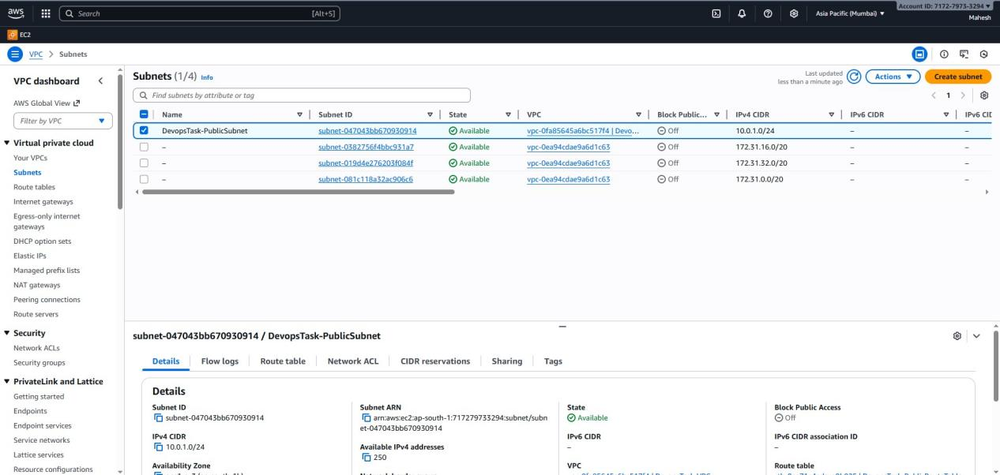 aws Search [Alt+S] Asia Pacific (Mumbai) Account ID: 7172-7973-3294
Mahesh
EC2
VPC > Subnets
VPC dashboard
AWS Global View
Filter by VPC
Virtual private cloud
Your VPCs
Subnets
Route tables
Internet gateways
Egress-only internet
gateways
DHCP option sets
Elastic IPs
Managed prefix lists
NAT gateways
Peering connections
Route servers
Security
Network ACLs
Security groups
PrivateLink and Lattice
Getting started
Endpoints
Endpoint services
Service networks
Lattice services
Resource configurations
Subnets (1/4) Info
Last updated
less than a minute ago
Actions
Create subnet
Find subnets by attribute or tag
1
Name Subnet ID State VPC Block Public... IPv4 CIDR IPv6 CIDR IPv6 CID
DevopsTask-PublicSubnet subnet-047043bb670930914 Available vpc-0fa85645a6bc517f4 | Devo... Off 10.0.1.0/24 – –
– subnet-0382756f4bbc931a7 Available vpc-0ea94cdae9a6d1c63 Off 172.31.16.0/20 – –
– subnet-019d4e276203f084f Available vpc-0ea94cdae9a6d1c63 Off 172.31.32.0/20 – –
– subnet-081c118a32ac906c6 Available vpc-0ea94cdae9a6d1c63 Off 172.31.0.0/20 – –
subnet-047043bb670930914 / DevopsTask-PublicSubnet
Details Flow logs Route table Network ACL CIDR reservations Sharing Tags
Details
Subnet ID
subnet-047043bb670930914
IPv4 CIDR
10.0.1.0/24
Availability Zone
Subnet ARN
arn:aws:ec2:ap-south-1:717279733294:subnet/subn
et-047043bb670930914
Available IPv4 addresses
250
State
Available
IPv6 CIDR
–
VPC
Block Public Access
Off
IPv6 CIDR association ID
–
Route table